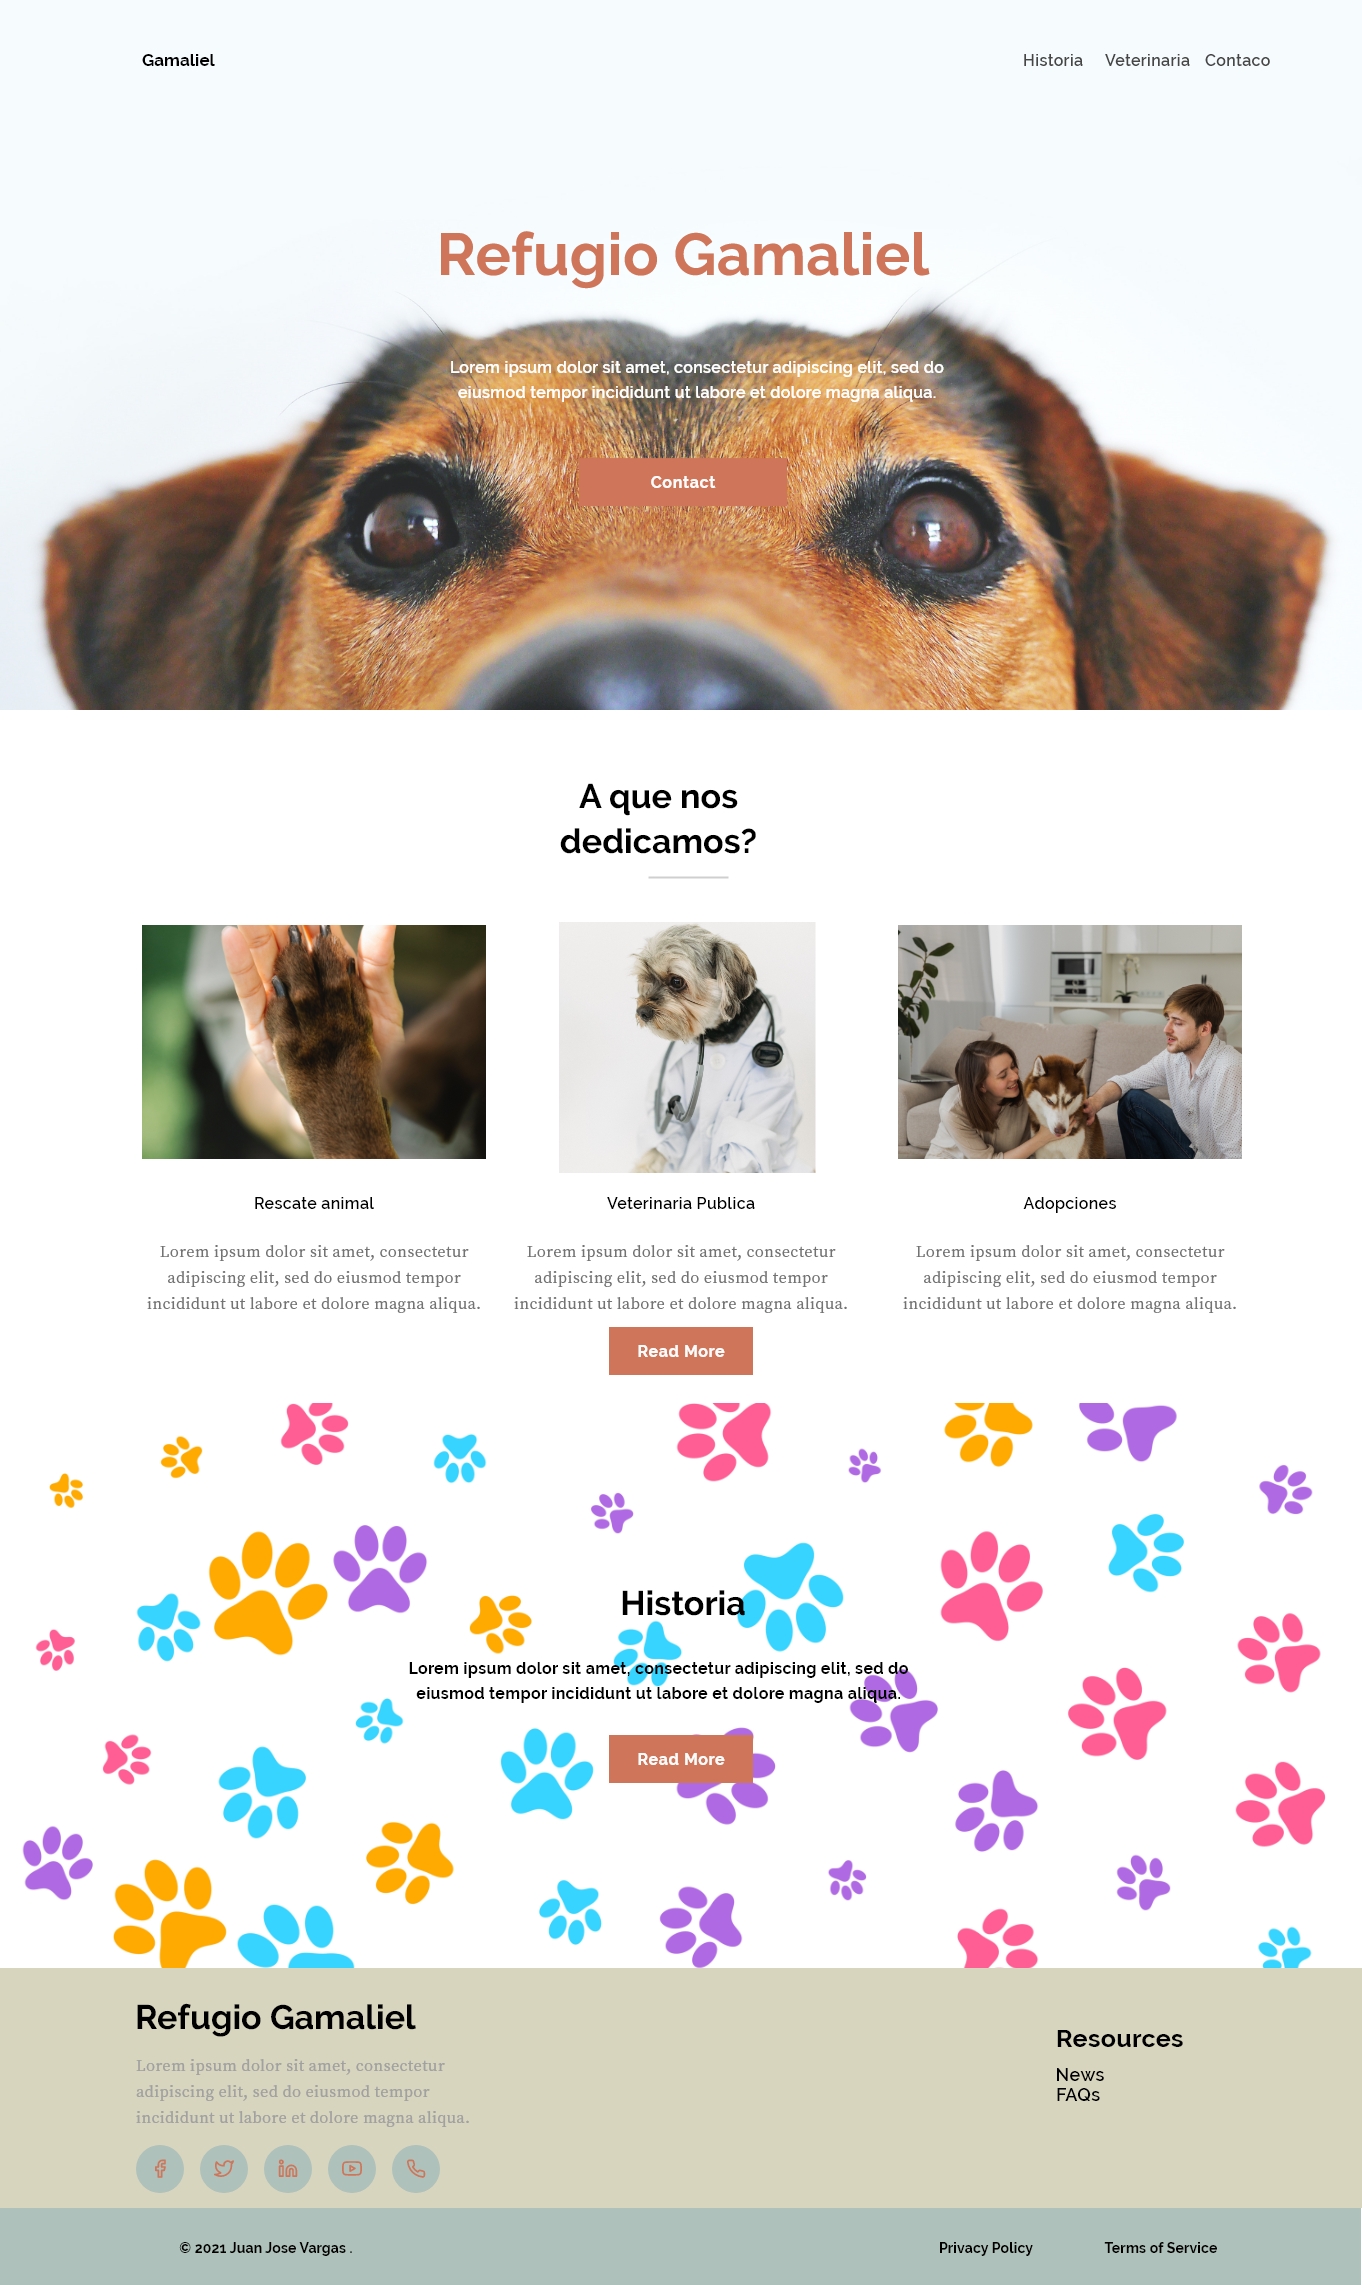 Gamaliel
Historia Veterinaria Contaco
Refugio Gamaliel
Lorem ipsum dolor sit amet, consectetur adipiscing elit, sed do
eiusmod tempor incididunt ut labore et dolore magna aliqua.
Contact
A que nos
dedicamos?
Rescate animal
Lorem ipsum dolor sit amet, consectetur
adipiscing elit, sed do eiusmod tempor
incididunt ut labore et dolore magna aliqua.
Veterinaria Publica
Lorem ipsum dolor sit amet, consectetur
adipiscing elit, sed do eiusmod tempor
incididunt ut labore et dolore magna aliqua.
Read More
Adopciones
Lorem ipsum dolor sit amet, consectetur
adipiscing elit, sed do eiusmod tempor
incididunt ut labore et dolore magna aliqua.
Historia
Lorem ipsum dolor sit amet, consectetur adipiscing elit, sed do
eiusmod tempor incididunt ut labore et dolore magna aliqua.
Read More
Refugio Gamaliel
Lorem ipsum dolor sit amet, consectetur
adipiscing elit, sed do eiusmod tempor
incididunt ut labore et dolore magna aliqua.
Resources
News
FAQs
© 2021 Juan Jose Vargas .
Privacy Policy
Terms of Service